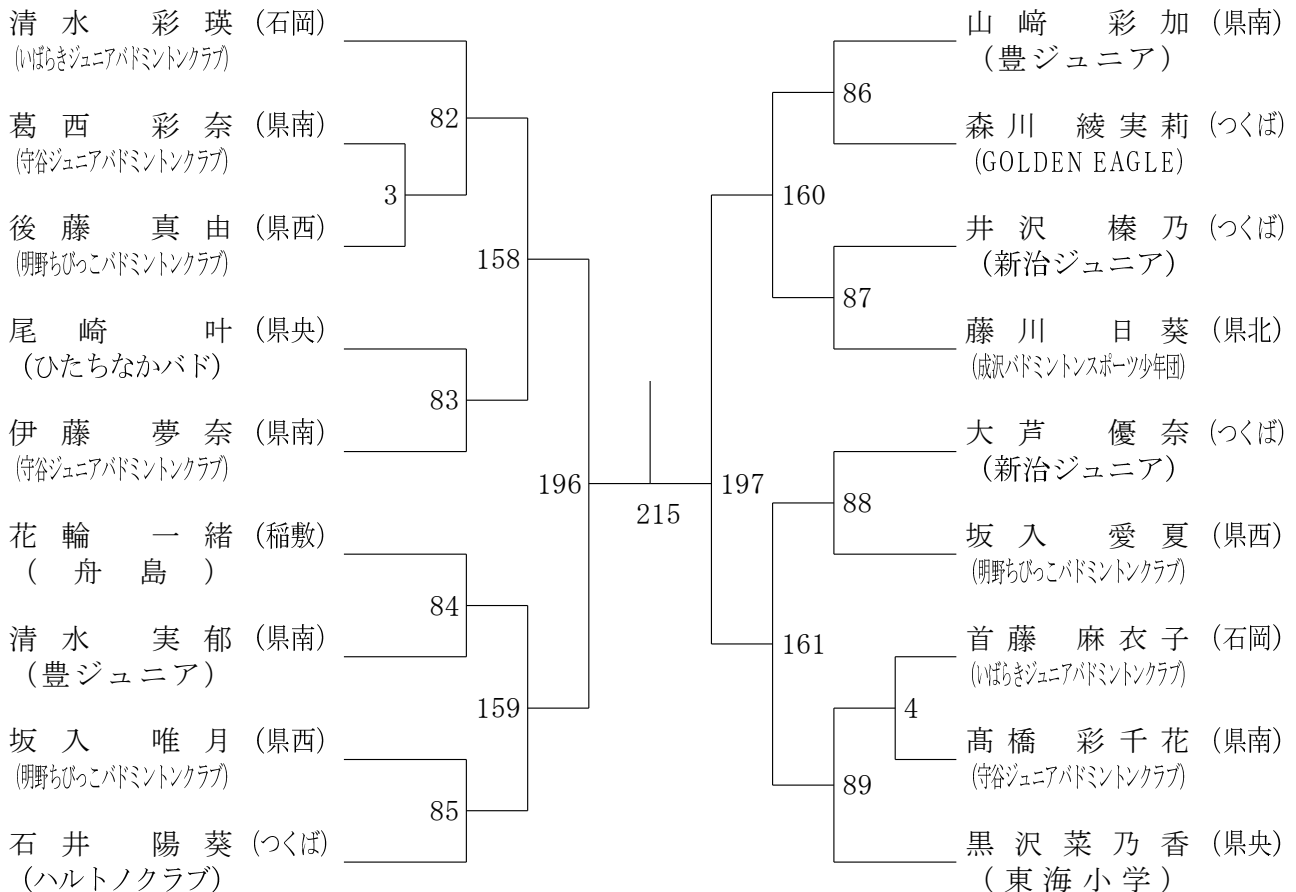 清水 彩瑛 (石岡)
(いばらきジュニアバドミントンクラブ)
葛西 彩奈 (県南)
(守谷ジュニアバドミントンクラブ)
後藤 真由 (県西)
(明野ちびっこバドミントンクラブ)
尾崎 叶 (県央)
(ひたちなかバド)
伊藤 夢奈 (県南)
(守谷ジュニアバドミントンクラブ)
花輪 一緒 (稲敷)
(舟島)
清水 実郁 (県南)
(豊ジュニア)
坂入 唯月 (県西)
(明野ちびっこバドミントンクラブ)
石井 陽葵 (つくば)
(ハルトノクラブ)
82
3
158
83
196
84
159
85
215
山﨑 彩加 (県南)
(豊ジュニア)
森川 綾実莉 (つくば)
(GOLDEN EAGLE)
井沢 榛乃 (つくば)
(新治ジュニア)
藤川 日葵 (県北)
(成沢バドミントンスポーツ少年団)
大芦 優奈 (つくば)
(新治ジュニア)
坂入 愛夏 (県西)
(明野ちびっこバドミントンクラブ)
首藤 麻衣子 (石岡)
(いばらきジュニアバドミントンクラブ)
髙橋 彩千花 (県南)
(守谷ジュニアバドミントンクラブ)
黒沢菜乃香 (県央)
(東海小学)
86
160
87
197
88
161
4
89